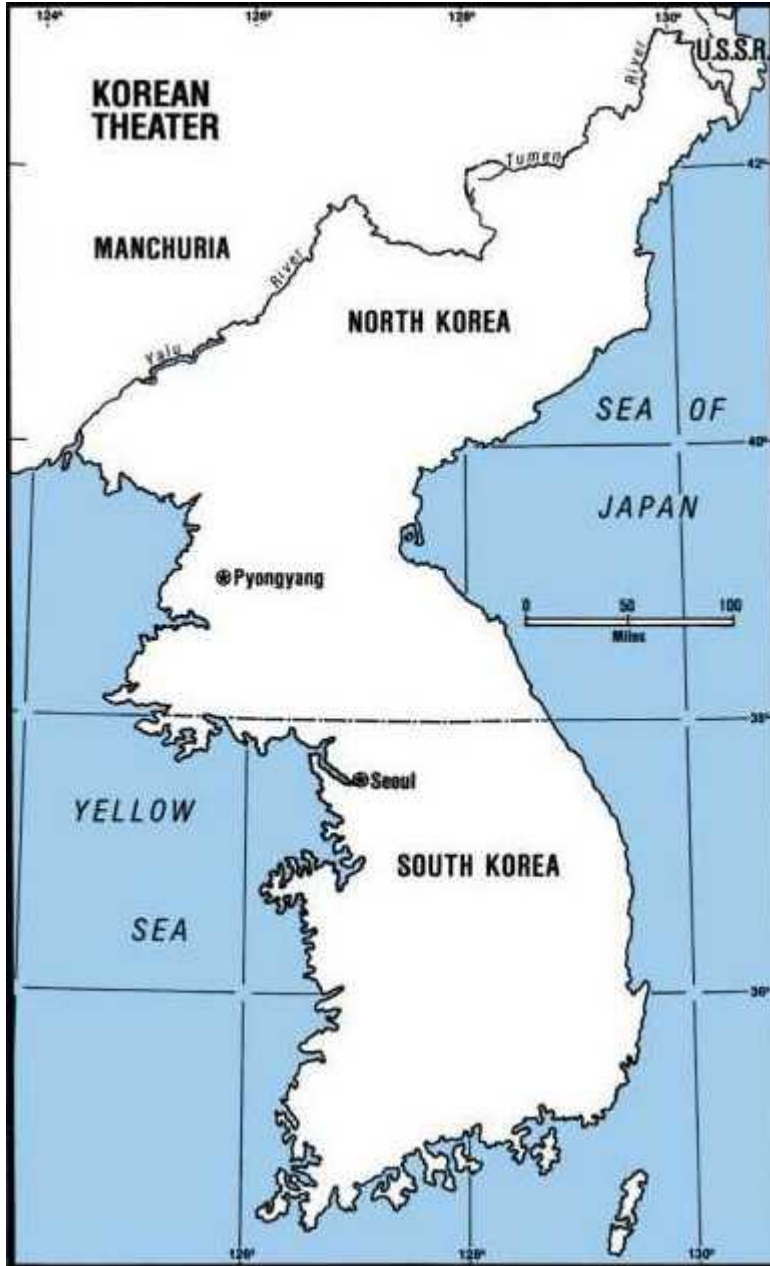 124°
126°
128°
130°
U.S.S.R.
KOREAN
THEATER
River
Tumen
42°
MANCHURIA
River
NORTH KOREA
Yalu
SEA OF
40°
JAPAN
Pyongyang
0 50 100
Miles
38°
Seoul
YELLOW
SOUTH KOREA
SEA
36°
126°
128°
130°